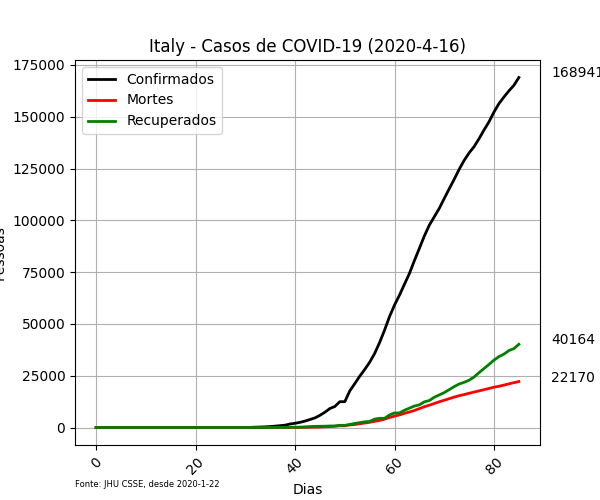 Italy - Casos de COVID-19 (2020-4-16)
Confirmados
Mortes
Recuperados
175000
150000
125000
100000
75000
50000
25000
0
168941
40164
22170
0
20
40
60
80
Dias
Fonte: JHU CSSE, desde 2020-1-22